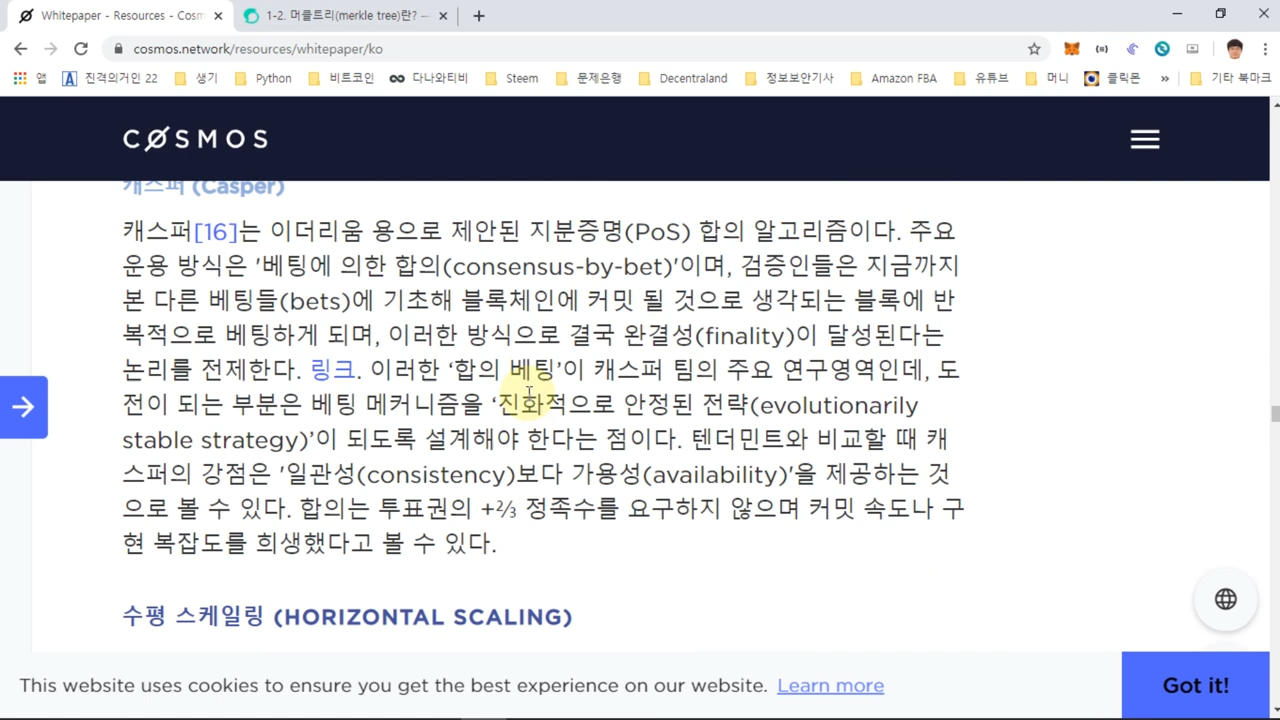 Whitepaper - Resources - Cosm
1-2. 머클트리(merkle tree)란? –
cosmos.network/resources/whitepaper/ko
앱 진격의거인 22 생기 Python 비트코인 다나와티비 Steem 문제은행 Decentraland 정보보안기사 Amazon FBA 유튜브 머니 클릭몬 » 기타 북마크
CØSMOS
캐스퍼 (Casper)
캐스퍼[16]는 이더리움 용으로 제안된 지분증명(PoS) 합의 알고리즘이다. 주요
운용 방식은 '베팅에 의한 합의(consensus-by-bet)'이며, 검증인들은 지금까지
본 다른 베팅들(bets)에 기초해 블록체인에 커밋 될 것으로 생각되는 블록에 반
복적으로 베팅하게 되며, 이러한 방식으로 결국 완결성(finality)이 달성된다는
논리를 전제한다. 링크. 이러한 ‘합의 베팅’이 캐스퍼 팀의 주요 연구영역인데, 도
전이 되는 부분은 베팅 메커니즘을 ‘진화적으로 안정된 전략(evolutionarily
stable strategy)’이 되도록 설계해야 한다는 점이다. 텐더민트와 비교할 때 캐
스퍼의 강점은 '일관성(consistency)보다 가용성(availability)'을 제공하는 것
으로 볼 수 있다. 합의는 투표권의 +⅔ 정족수를 요구하지 않으며 커밋 속도나 구
현 복잡도를 희생했다고 볼 수 있다.
수평 스케일링 (HORIZONTAL SCALING)
This website uses cookies to ensure you get the best experience on our website. Learn more
Got it!